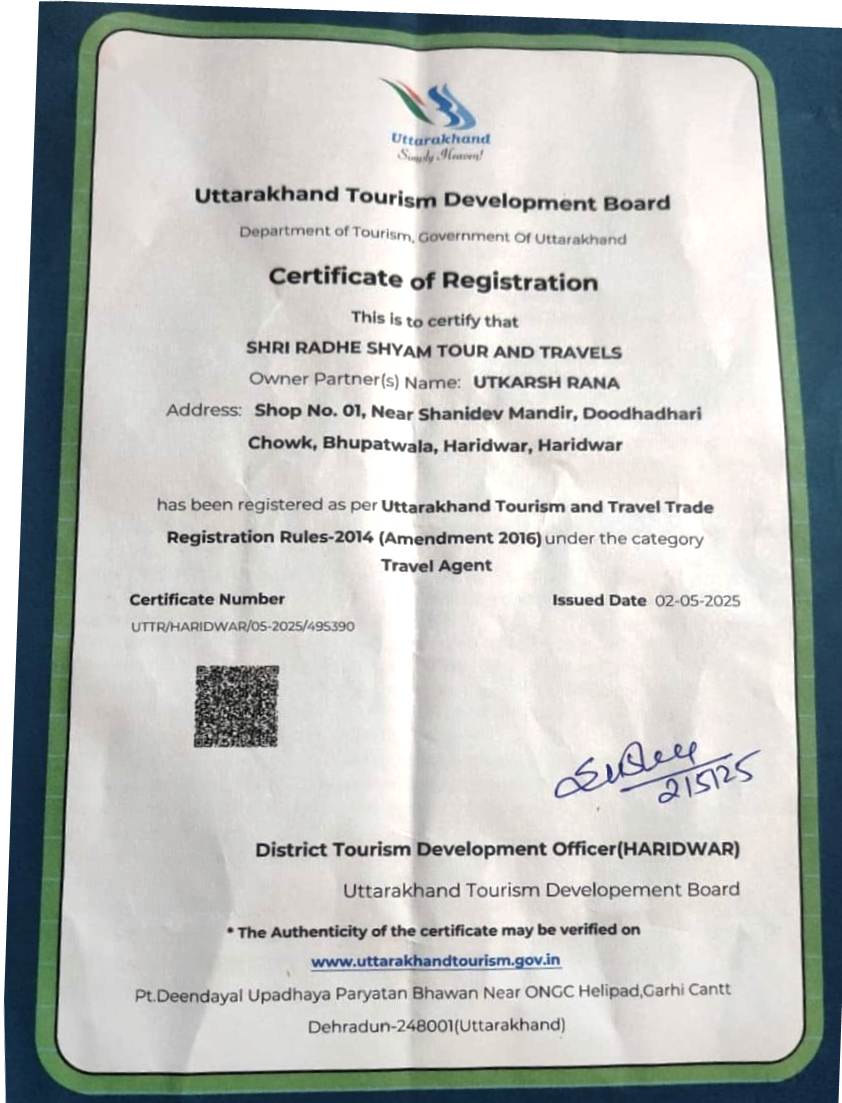 Uttarakhand
Simply Heaven!
Uttarakhand Tourism Development Board
Department of Tourism, Government Of Uttarakhand
Certificate of Registration
This is to certify that
SHRI RADHE SHYAM TOUR AND TRAVELS
Owner Partner(s) Name: UTKARSH RANA
Address: Shop No. 01, Near Shanidev Mandir, Doodhadhari
Chowk, Bhupatwala, Haridwar, Haridwar
has been registered as per Uttarakhand Tourism and Travel Trade
Registration Rules-2014 (Amendment 2016) under the category
Travel Agent
Certificate Number
Issued Date 02-05-2025
UTTR/HARIDWAR/05-2025/495390
2/5/25
District Tourism Development Officer(HARIDWAR)
Uttarakhand Tourism Developement Board
* The Authenticity of the certificate may be verified on
www.uttarakhandtourism.gov.in
Pt.Deendayal Upadhaya Paryatan Bhawan Near ONGC Helipad,Garhi Cantt
Dehradun-248001(Uttarakhand)